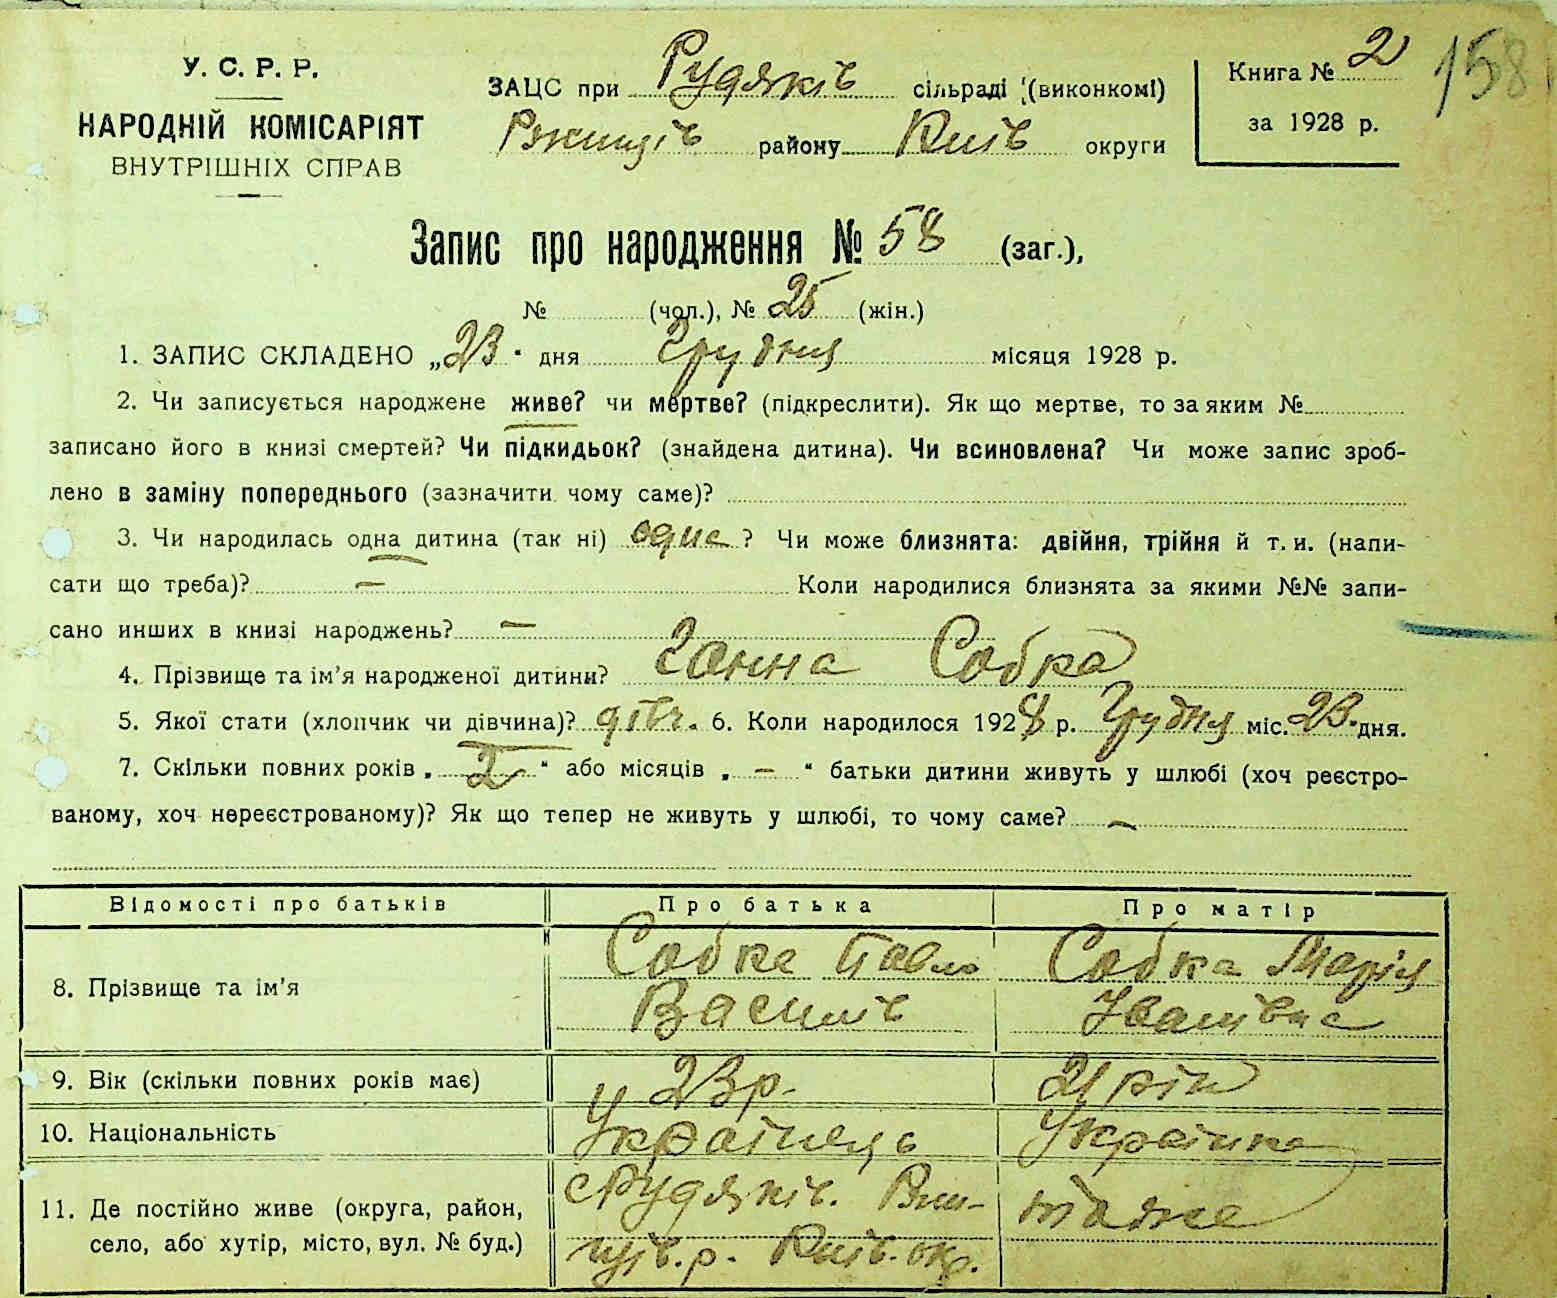 У. С. Р. Р.
НАРОДНІЙ КОМІСАРІЯТ
ВНУТРІШНІХ СПРАВ
ЗАЦС при Рудяків сільраді (виконкомі)
Ржищів району Київ округи
Книга № 2
за 1928 р.
158
Запис про народження № 58 (заг.),
№ (чол.), № 25 (жін.)
1. ЗАПИС СКЛАДЕНО „23" дня Грудня місяця 1928 р.
2. Чи записується народжене живе? чи мертве? (підкреслити). Як що мертве, то за яким №
записано його в книзі смертей? Чи підкидьок? (знайдена дитина). Чи всиновлена? Чи може запис зроб-
лено в заміну попереднього (зазначити чому саме)?
3. Чи народилась одна дитина (так ні) одна ? Чи може близнята: двійня, трійня й т. и. (напи-
сати що треба)? — Коли народилися близнята за якими №№ запи-
сано инших в книзі народжень? —
4. Прізвище та ім'я народженої дитини? Ганна Собка
5. Якої стати (хлопчик чи дівчина)? дівч. 6. Коли народилося 1928 р. Грудня міс. 23 дня.
7. Скільки повних років „ 2 " або місяців „ — " батьки дитини живуть у шлюбі (хоч реєстро-
ваному, хоч нереєстрованому)? Як що тепер не живуть у шлюбі, то чому саме? —
Відомості про батьків Про батька Про матір
8. Прізвище та ім'я Собка Павло Собка Марія
Василів Іванівна
9. Вік (скільки повних років має) 23 р. 21 рік
10. Національність Українець Українка
11. Де постійно живе (округа, район, с Рудяків. Ржи- тоже
село, або хутір, місто, вул. № буд.) щів. р. Київ. ок.